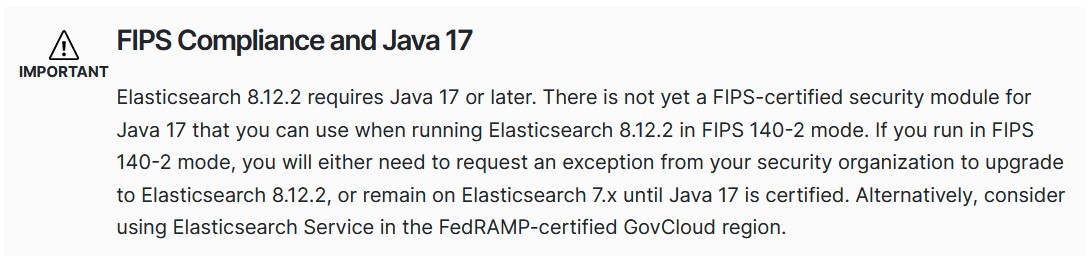 FIPS Compliance and Java 17
IMPORTANT
Elasticsearch 8.12.2 requires Java 17 or later. There is not yet a FIPS-certified security module for
Java 17 that you can use when running Elasticsearch 8.12.2 in FIPS 140-2 mode. If you run in FIPS
140-2 mode, you will either need to request an exception from your security organization to upgrade
to Elasticsearch 8.12.2, or remain on Elasticsearch 7.x until Java 17 is certified. Alternatively, consider
using Elasticsearch Service in the FedRAMP-certified GovCloud region.